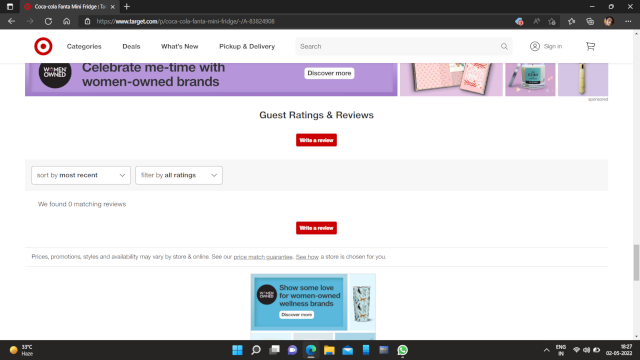 Coca-cola Fanta Mini Fridge : Ta
https://www.target.com/p/coca-cola-fanta-mini-fridge/-/A-83824908
Categories Deals What's New Pickup & Delivery Search Sign in
WOMEN OWNED
Celebrate me-time with
women-owned brands
Discover more
sponsored
Guest Ratings & Reviews
Write a review
sort by most recent filter by all ratings
We found 0 matching reviews
Write a review
Prices, promotions, styles and availability may vary by store & online. See our price match guarantee. See how a store is chosen for you.
WOMEN OWNED
Show some love
for women-owned
wellness brands
Discover more
33°C
Haze
ENG
IN
18:27
02-05-2022